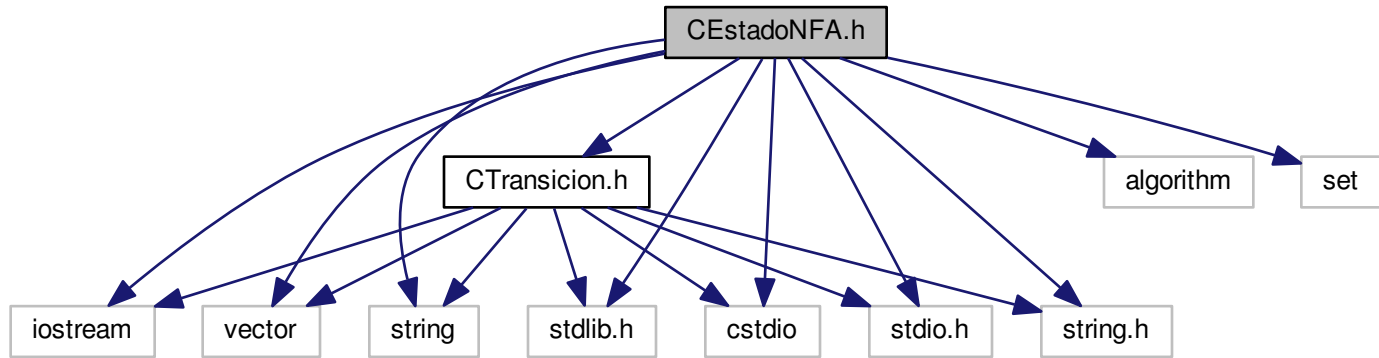 CEstadoNFA.h
CTransicion.h
algorithm
set
iostream
vector
string
stdlib.h
cstdio
stdio.h
string.h